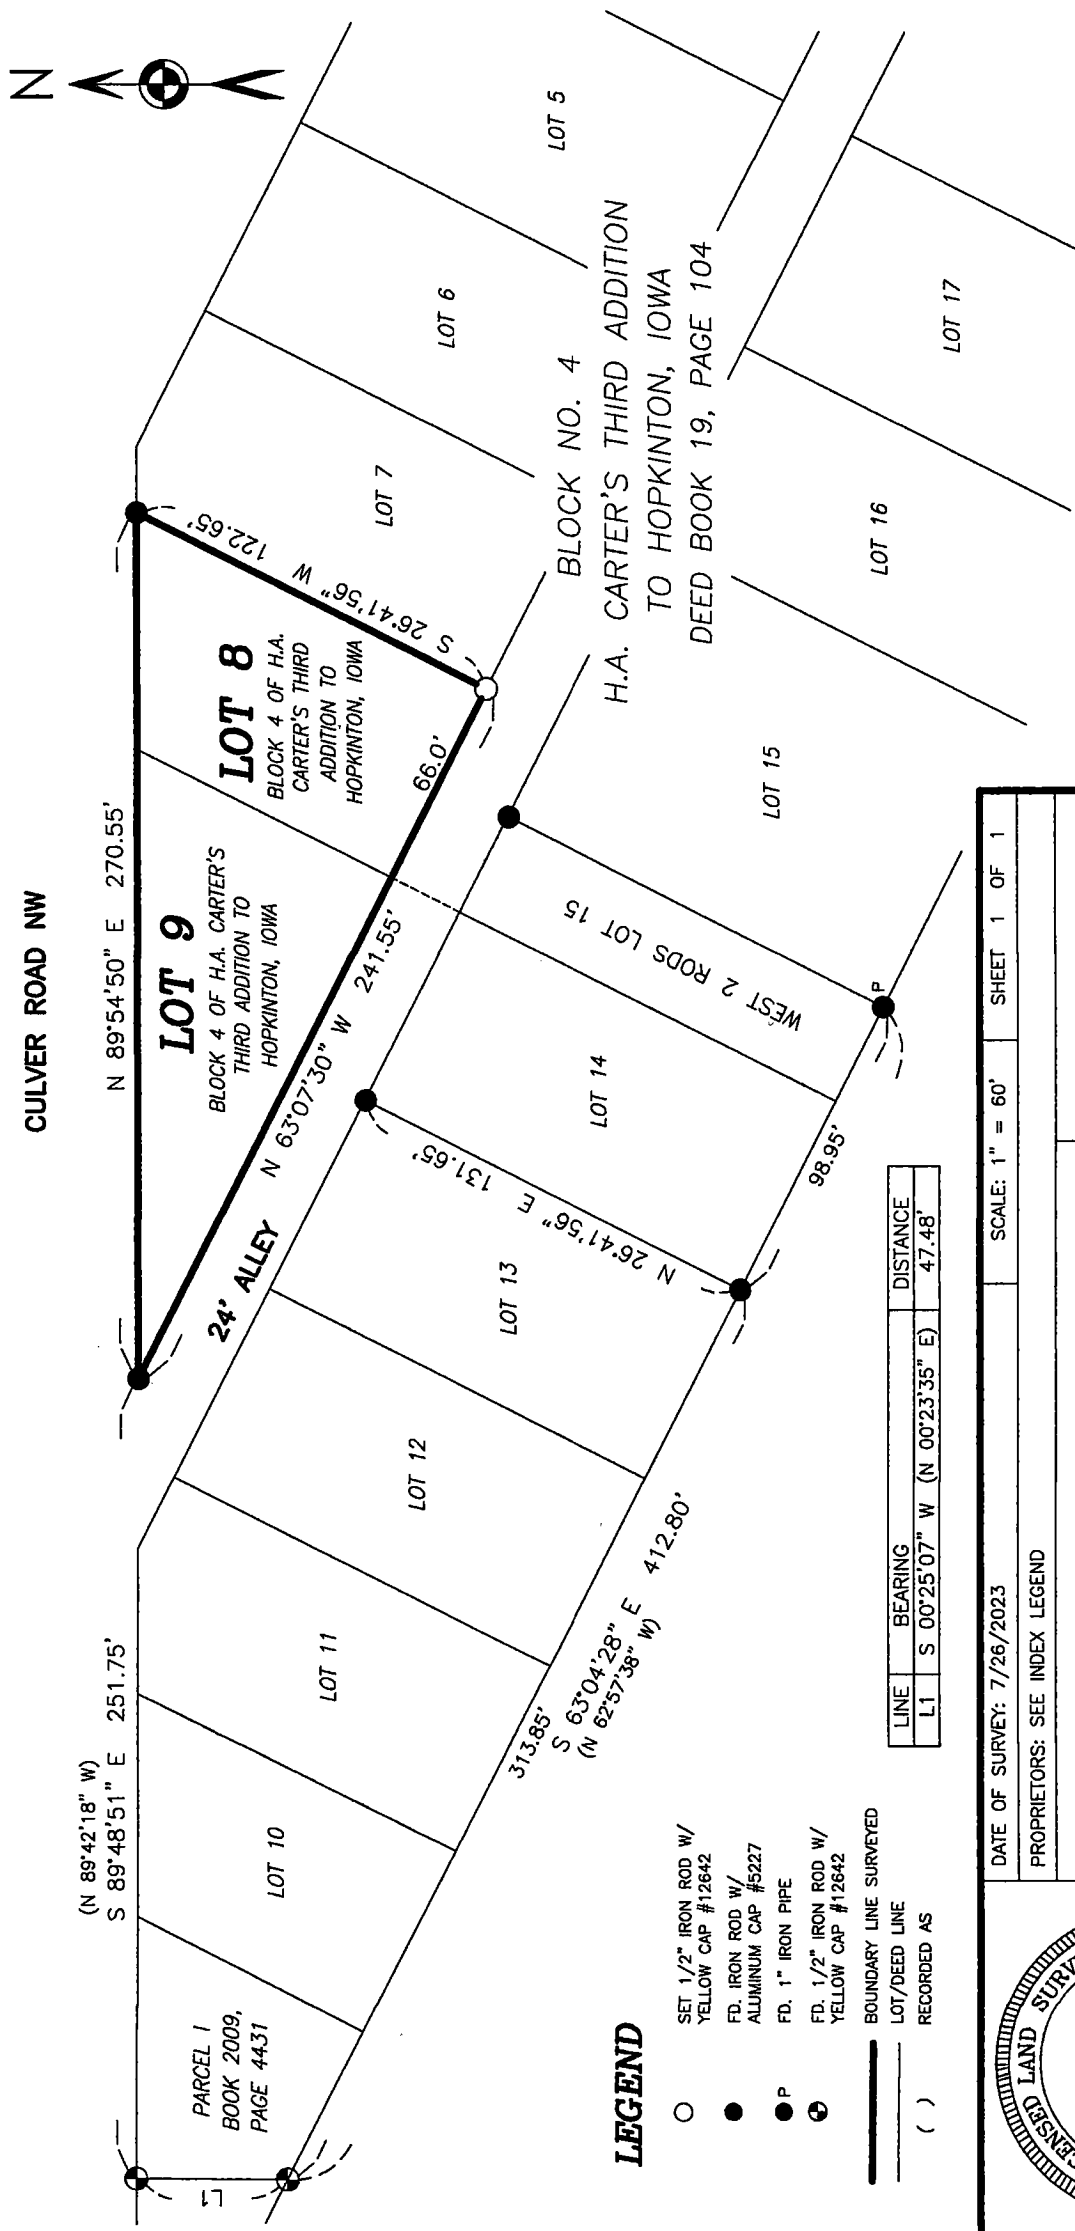 CULVER ROAD NW
N
(N 89°42'18" W)
S 89°48'51" E 251.75'
N 89°54'50" E 270.55'
PARCEL I
BOOK 2009,
PAGE 4431
L1
LOT 10
LOT 11
LOT 12
LOT 13
LOT 14
24' ALLEY
N 63°07'30" W 241.55'
66.0'
LOT 9
BLOCK 4 OF H.A. CARTER'S
THIRD ADDITION TO
HOPKINTON, IOWA
LOT 8
BLOCK 4 OF H.A.
CARTER'S THIRD
ADDITION TO
HOPKINTON, IOWA
S 26°41'56" W 122.65'
LOT 7
LOT 6
LOT 5
N 26°41'56" E 131.65'
WEST 2 RODS LOT 15
P
LOT 15
LOT 16
LOT 17
BLOCK NO. 4
H.A. CARTER'S THIRD ADDITION
TO HOPKINTON, IOWA
DEED BOOK 19, PAGE 104
313.85'
S 63°04'28" E 412.80'
(N 62°57'38" W)
98.95'
LEGEND
SET 1/2" IRON ROD W/
YELLOW CAP #12642
FD. IRON ROD W/
ALUMINUM CAP #5227
P FD. 1" IRON PIPE
FD. 1/2" IRON ROD W/
YELLOW CAP #12642
BOUNDARY LINE SURVEYED
LOT/DEED LINE
( ) RECORDED AS
LINE BEARING DISTANCE
L1 S 00°25'07" W (N 00°23'35" E) 47.48'
DATE OF SURVEY: 7/26/2023 SCALE: 1" = 60' SHEET 1 OF 1
PROPRIETORS: SEE INDEX LEGEND
LAND